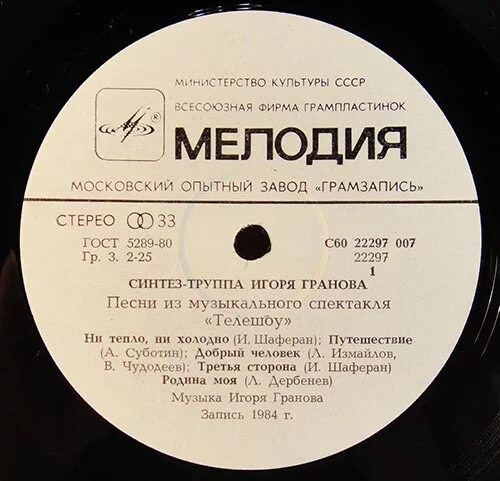 МИНИСТЕРСТВО КУЛЬТУРЫ СССР
ВСЕСОЮЗНАЯ ФИРМА ГРАМПЛАСТИНОК
®
МЕЛОДИЯ
МОСКОВСКИЙ ОПЫТНЫЙ ЗАВОД «ГРАМЗАПИСЬ»
СТЕРЕО 33
ГОСТ 5289-80 С60 22297 007
Гр. 3. 2-25 22297
1
СИНТЕЗ-ТРУППА ИГОРЯ ГРАНОВА
Песни из музыкального спектакля
«Телешоу»
Ни тепло, ни холодно (И. Шаферан); Путешествие
(А. Суботин); Добрый человек (Л. Измайлов,
В. Чудодеев); Третья сторона (И. Шаферан)
Родина моя (Л. Дербенев)
Музыка Игоря Гранова
Запись 1984 г.